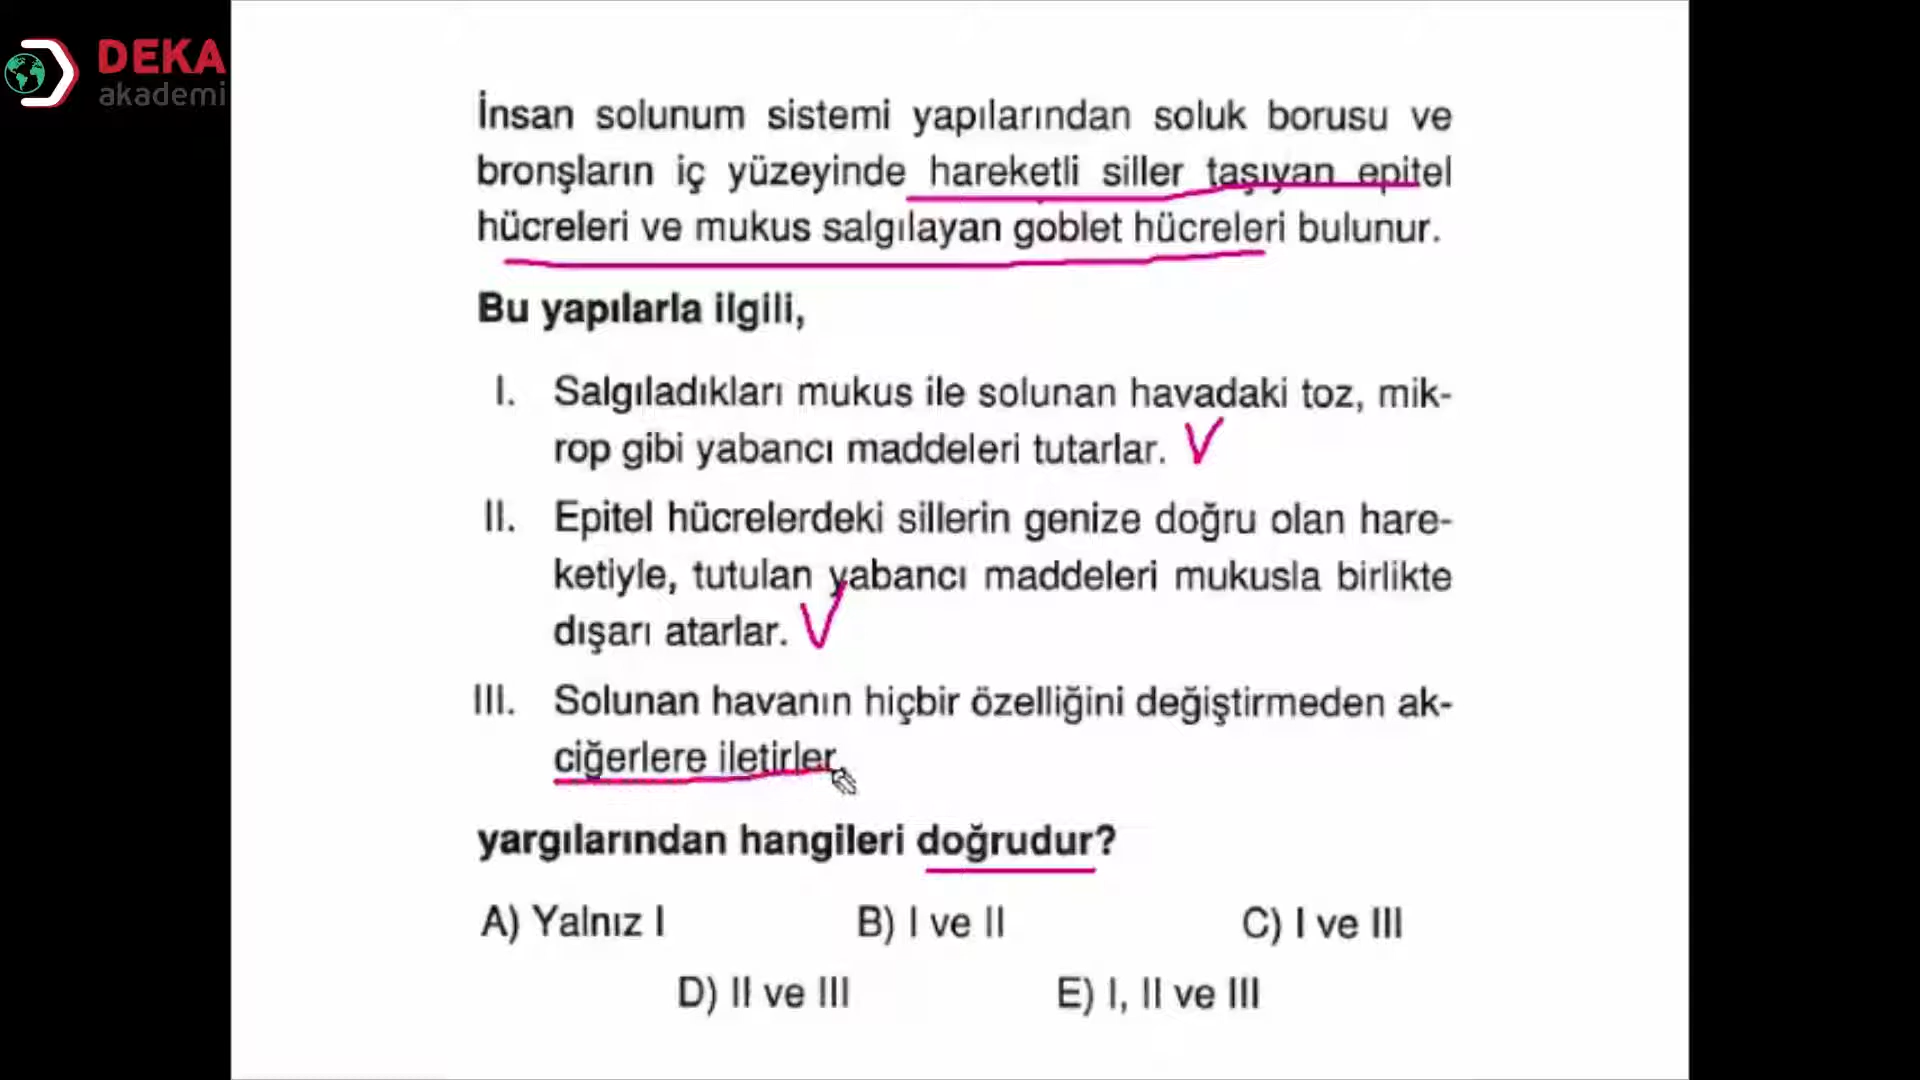 DEKA
akademi
İnsan solunum sistemi yapılarından soluk borusu ve
bronşların iç yüzeyinde hareketli siller taşıyan epitel
hücreleri ve mukus salgılayan goblet hücreleri bulunur.
Bu yapılarla ilgili,
I. Salgıladıkları mukus ile solunan havadaki toz, mik-
rop gibi yabancı maddeleri tutarlar.
II. Epitel hücrelerdeki sillerin genize doğru olan hare-
ketiyle, tutulan yabancı maddeleri mukusla birlikte
dışarı atarlar.
III. Solunan havanın hiçbir özelliğini değiştirmeden ak-
ciğerlere iletirler.
yargılarından hangileri doğrudur?
A) Yalnız I B) I ve II C) I ve III
D) II ve III E) I, II ve III